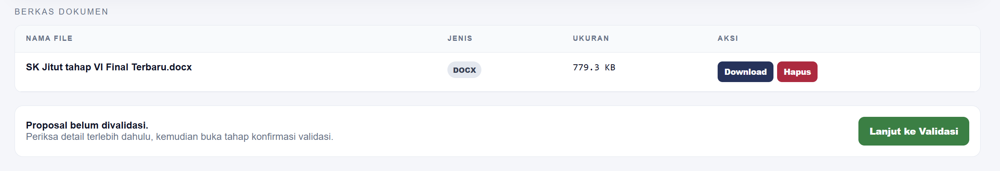 BERKAS DOKUMEN
NAMA FILE JENIS UKURAN AKSI
SK Jitut tahap VI Final Terbaru.docx DOCX 779.3 KB Download Hapus
Proposal belum divalidasi.
Periksa detail terlebih dahulu, kemudian buka tahap konfirmasi validasi.
Lanjut ke Validasi